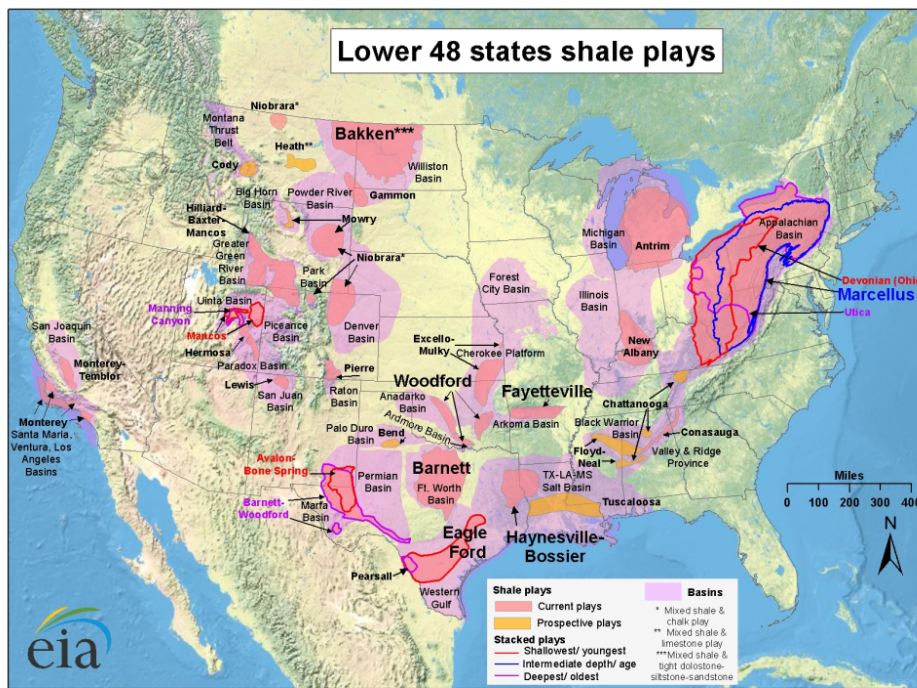 Lower 48 states shale plays
Niobrara*
Montana
Thrust
Belt
Bakken***
Heath**
Cody
Williston
Basin
Big Horn
Basin
Powder River
Basin
Gammon
Hilliard-
Baxter-
Mancos
Mowry
Greater
Green
River
Basin
Niobrara*
Park
Basin
Michigan
Basin
Antrim
Appalachian
Basin
Devonian (Ohio
Marcellus
Utica
Forest
City Basin
Illinois
Basin
Manning
Canyon
Uinta Basin
Mancos
Piceance
Basin
Denver
Basin
San Joaquin
Basin
Hermosa
Paradox Basin
Excello-
Mulky
Cherokee Platform
New
Albany
Monterey-
Temblor
Lewis
San Juan
Basin
Pierre
Raton
Basin
Woodford
Anadarko
Basin
Fayetteville
Arkoma Basin
Chattanooga
Monterey
Santa Maria,
Ventura, Los
Angeles
Basins
Palo Duro
Basin
Bend
Ardmore Basin
Black Warrior
Basin
Conasauga
Floyd-
Neal
Valley & Ridge
Province
Avalon-
Bone Spring
Permian
Basin
Barnett
Ft. Worth
Basin
TX-LA-MS
Salt Basin
Tuscaloosa
Barnett-
Woodford
Marfa
Basin
Eagle
Ford
Haynesville-
Bossier
Pearsall
Western
Gulf
Miles
0 100 200 300 400
N
Shale plays
Current plays
Prospective plays
Stacked plays
Shallowest/ youngest
Intermediate depth/ age
Deepest/ oldest
Basins
* Mixed shale &
chalk play
** Mixed shale &
limestone play
***Mixed shale &
tight dolostone-
siltstone-sandstone
eia